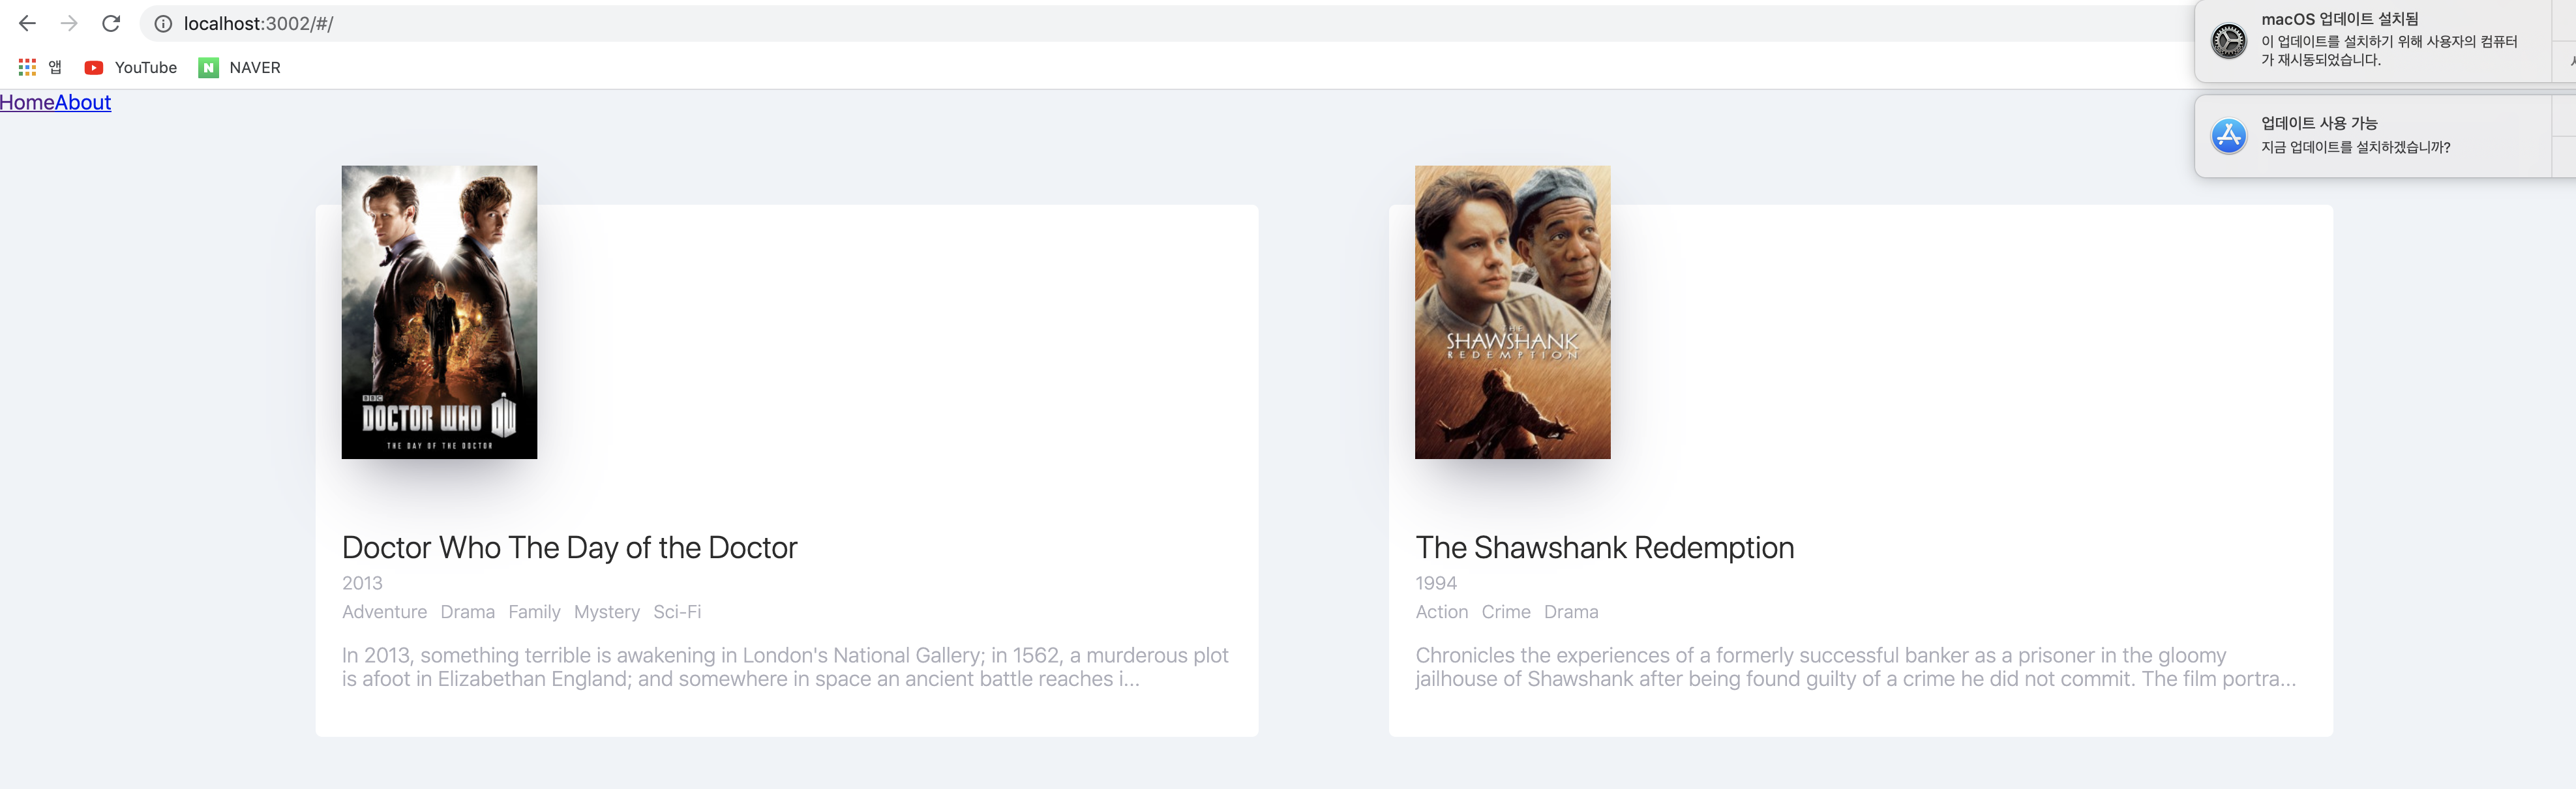 localhost:3002/#/
앱 YouTube N NAVER
macOS 업데이트 설치됨
이 업데이트를 설치하기 위해 사용자의 컴퓨터
가 재시동되었습니다.
업데이트 사용 가능
지금 업데이트를 설치하겠습니까?
HomeAbout
BBC
DOCTOR WHO DW
THE DAY OF THE DOCTOR
Doctor Who The Day of the Doctor
2013
Adventure Drama Family Mystery Sci-Fi
In 2013, something terrible is awakening in London's National Gallery; in 1562, a murderous plot
is afoot in Elizabethan England; and somewhere in space an ancient battle reaches i...
THE
SHAWSHANK
REDEMPTION
The Shawshank Redemption
1994
Action Crime Drama
Chronicles the experiences of a formerly successful banker as a prisoner in the gloomy
jailhouse of Shawshank after being found guilty of a crime he did not commit. The film portra...